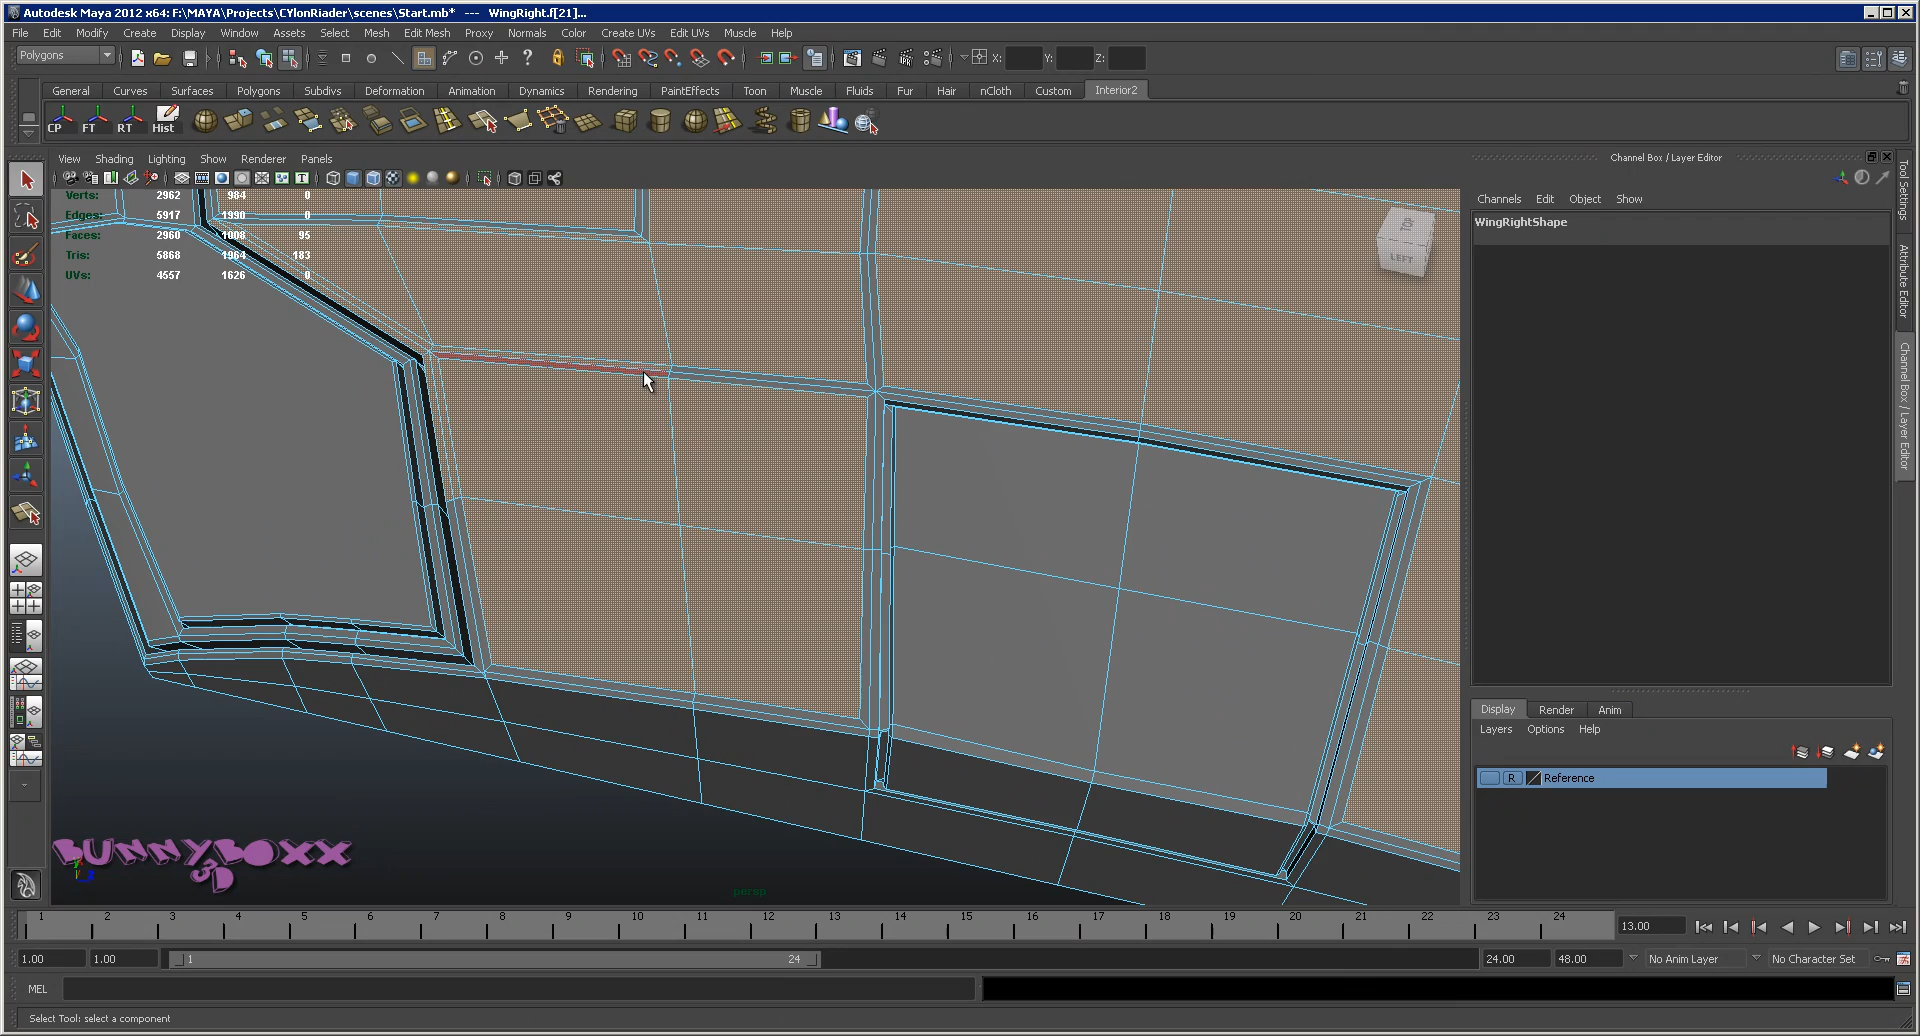 Autodesk Maya 2012 x64: F:\MAYA\Projects\CYlonRiader\scenes\Start.mb* --- WingRight.f[21]...
File Edit Modify Create Display Window Assets Select Mesh Edit Mesh Proxy Normals Color Create UVs Edit UVs Muscle Help
Polygons X: Y: Z:
General Curves Surfaces Polygons Subdivs Deformation Animation Dynamics Rendering PaintEffects Toon Muscle Fluids Fur Hair nCloth Custom Interior2
CP FT RT Hist
View Shading Lighting Show Renderer Panels
Channel Box / Layer Editor
Verts: 2962 984 0
Edges: 5917 1990 0
Faces: 2960 1008 95
Tris: 5868 1964 183
UVs: 4557 1626 0
TOP
LEFT
Channels Edit Object Show
WingRightShape
Tool Settings
Attribute Editor
Channel Box / Layer Editor
Display Render Anim
Layers Options Help
R Reference
BUNNYBOXX
3D
persp
1 2 3 4 5 6 7 8 9 10 11 12 13 14 15 16 17 18 19 20 21 22 23 24 13.00
1.00 1.00 1 24 24.00 48.00 No Anim Layer No Character Set
MEL
Select Tool: select a component